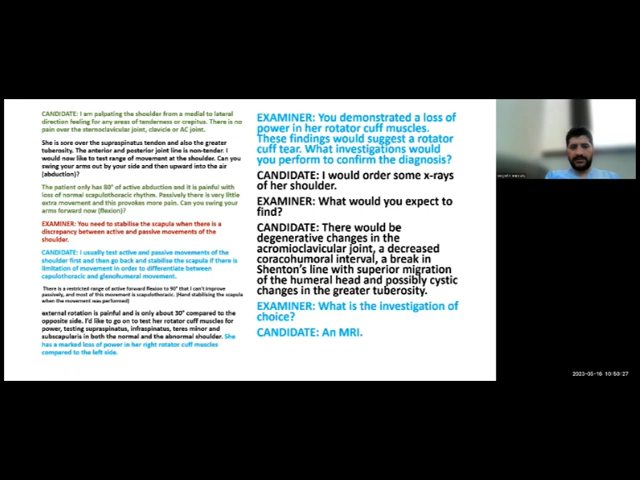 CANDIDATE: I am palpating the shoulder from a medial to lateral
direction feeling for any areas of tenderness or crepitus. There is no
pain over the sternoclavicular joint, clavicle or AC joint.
She is sore over the supraspinatus tendon and also the greater
tuberosity. The anterior and posterior joint line is non-tender. I
would now like to test range of movement at the shoulder. Can you
swing your arms out by your side and then upward into the air
(abduction)?
The patient only has 80° of active abduction and it is painful with
loss of normal scapulothoracic rhythm. Passively there is very little
extra movement and this provokes more pain. Can you swing your
arms forward now (flexion)?
EXAMINER: You need to stabilise the scapula when there is a
discrepancy between active and passive movements of the
shoulder.
CANDIDATE: I usually test active and passive movements of the
shoulder first and then go back and stabilise the scapula if there is
limitation of movement in order to differentiate between
caputothoracic and glenohumeral movement.
There is a restricted range of active forward flexion to 90° that I can't improve
passively, and most of this movement is scapulothoracic. (Hand stabilising the scapula
when the movement was performed)
external rotation is painful and is only about 30° compared to the
opposite side. I'd like to go on to test her rotator cuff muscles for
power, testing supraspinatus, infraspinatus, teres minor and
subscapularis in both the normal and the abnormal shoulder. She
has a marked loss of power in her right rotator cuff muscles
compared to the left side.
EXAMINER: You demonstrated a loss of
power in her rotator cuff muscles.
These findings would suggest a rotator
cuff tear. What investigations would
you perform to confirm the diagnosis?
CANDIDATE: I would order some x-rays
of her shoulder.
EXAMINER: What would you expect to
find?
CANDIDATE: There would be
degenerative changes in the
acromioclavicular joint, a decreased
coracohumoral interval, a break in
Shenton's line with superior migration
of the humeral head and possibly cystic
changes in the greater tuberosity.
EXAMINER: What is the investigation of
choice?
CANDIDATE: An MRI.
2023-05-16 10:50:27